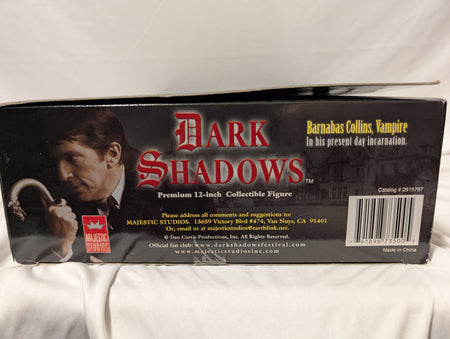 DARK
SHADOWS™
Premium 12-inch Collectible Figure
Barnabas Collins, Vampire
In his present day incarnation.
Please address all comments and suggestions to:
MAJESTIC STUDIOS. 13659 Victory Blvd #474, Van Nuys, CA 91401
Or, email us at majesticstudios@earthlink.net.
© Dan Curtis Productions, Inc. All Rights Reserved.
Official fan club: www.darkshadowsfestival.com
www.majesticstudiosinc.com
MAJESTIC
STUDIOS
Catalog # 2615767
Made in China